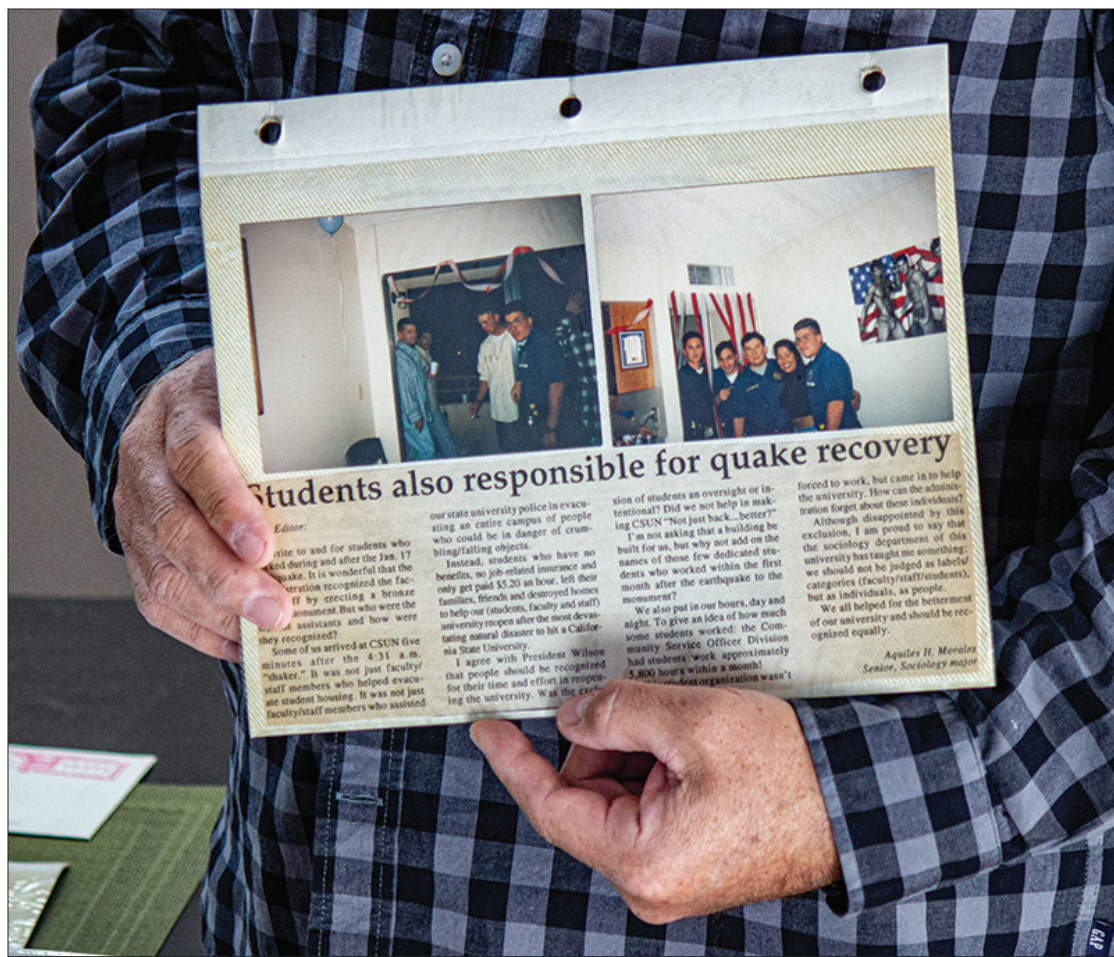 Students also responsible for quake recovery
Editor:
write to and for students who
ked during and after the Jan. 17
quake. It is wonderful that the
stration recognized the fac-
ff by erecting a bronze
onument. But who were the
assistants and how were
they recognized?
Some of us arrived at CSUN five
minutes after the 4:31 a.m.
"shaker." It was not just faculty/
staff members who helped evacu-
ate student housing. It was not just
faculty/staff members who assisted
our state university police in evacu-
ating an entire campus of people
who could be in danger of crum-
bling/falling objects.
Instead, students who have no
benefits, no job-related insurance and
only get paid $5.20 an hour, left their
families, friends and destroyed homes
to help our (students, faculty and staff)
university reopen after the most devas-
tating natural disaster to hit a Califor-
nia State University.
I agree with President Wilson
that people should be recognized
for their time and effort in reopen-
ing the university. Was the exclu-
sion of students an oversight or in-
tentional? Did we not help in mak-
ing CSUN "Not just back...better?"
I'm not asking that a building be
built for us, but why not add on the
names of those few dedicated stu-
dents who worked within the first
month after the earthquake to the
monument?
We also put in our hours, day and
night. To give an idea of how much
some students worked: the Com-
munity Service Officer Division
had students work approximately
5,800 hours within a month!
student organization wasn't
forced to work, but came in to help
the university. How can the adminis-
tration forget about these individuals?
Although disappointed by this
exclusion, I am proud to say that
the sociology department of this
university has taught me something:
we should not be judged as labels/
categories (faculty/staff/students),
but as individuals, as people.
We all helped for the betterment
of our university and should be rec-
ognized equally.
Aquiles H. Morales
Senior, Sociology major
GAP